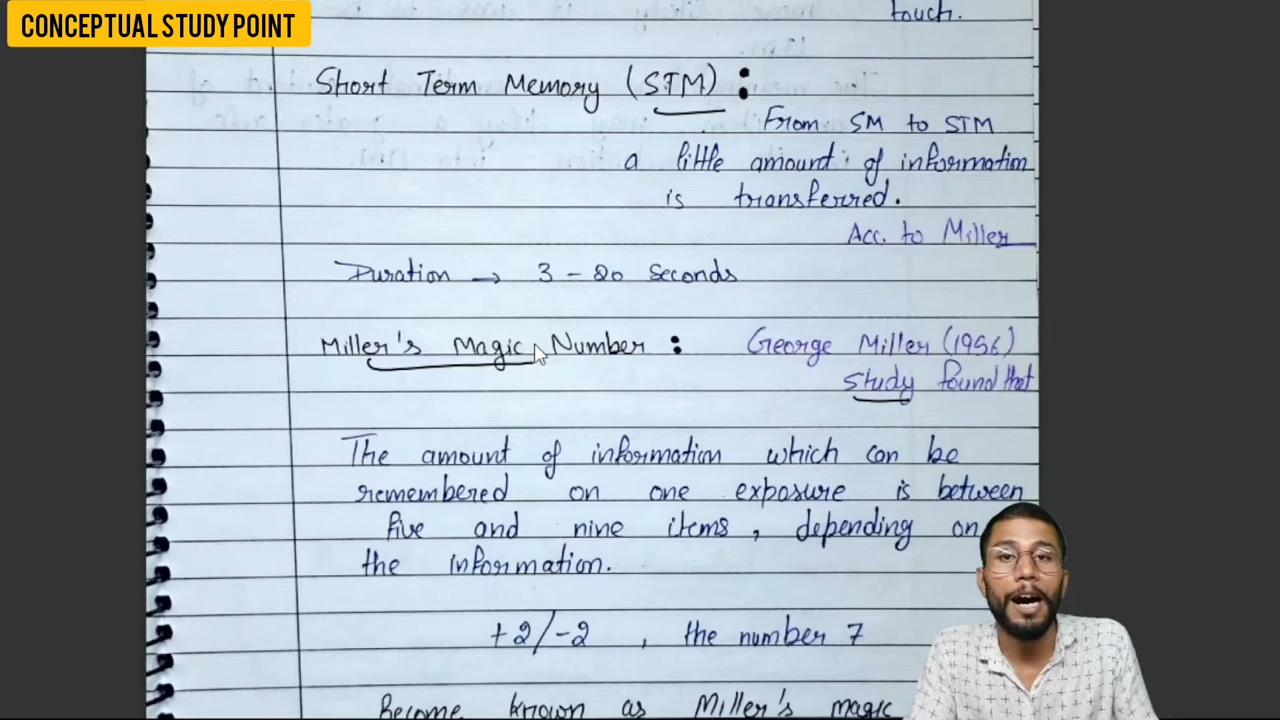 CONCEPTUAL STUDY POINT
touch.
Short Term Memory (STM) :
From SM to STM
a little amount of information
is transferred.
Acc. to Miller
Duration → 3 - 20 Seconds
Miller's Magic Number :
George Miller (1956)
study found that
The amount of information which can be
remembered on one exposure is between
five and nine items, depending on
the information.
+2/-2 , the number 7
Become known as Miller's magic